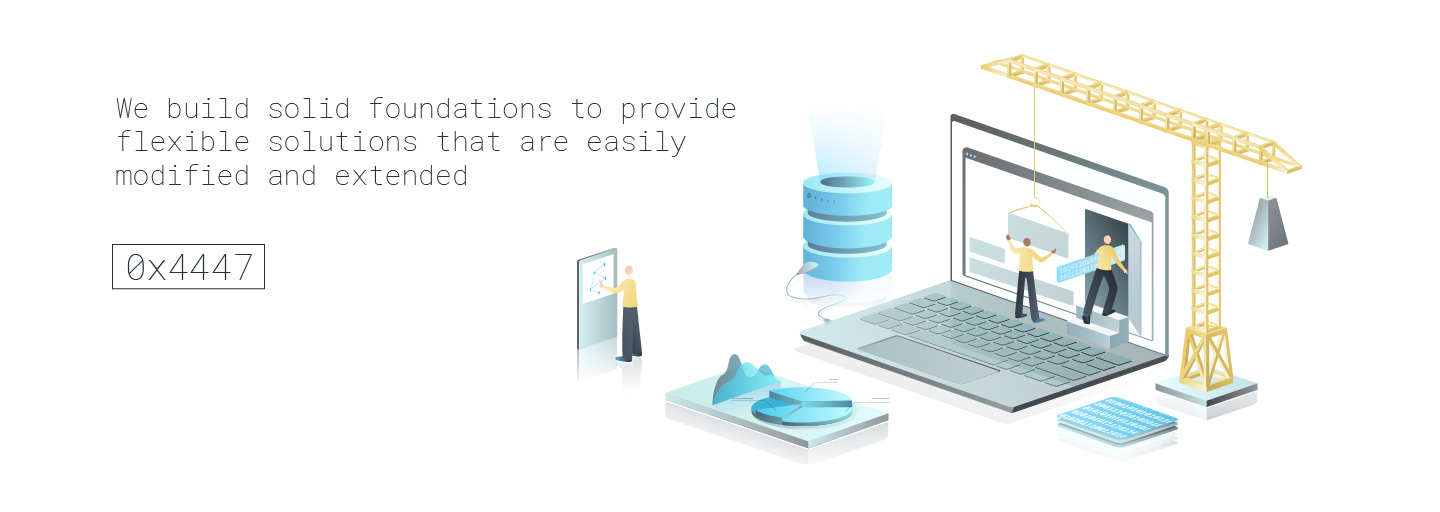 We build solid foundations to provide
flexible solutions that are easily
modified and extended
0x4447